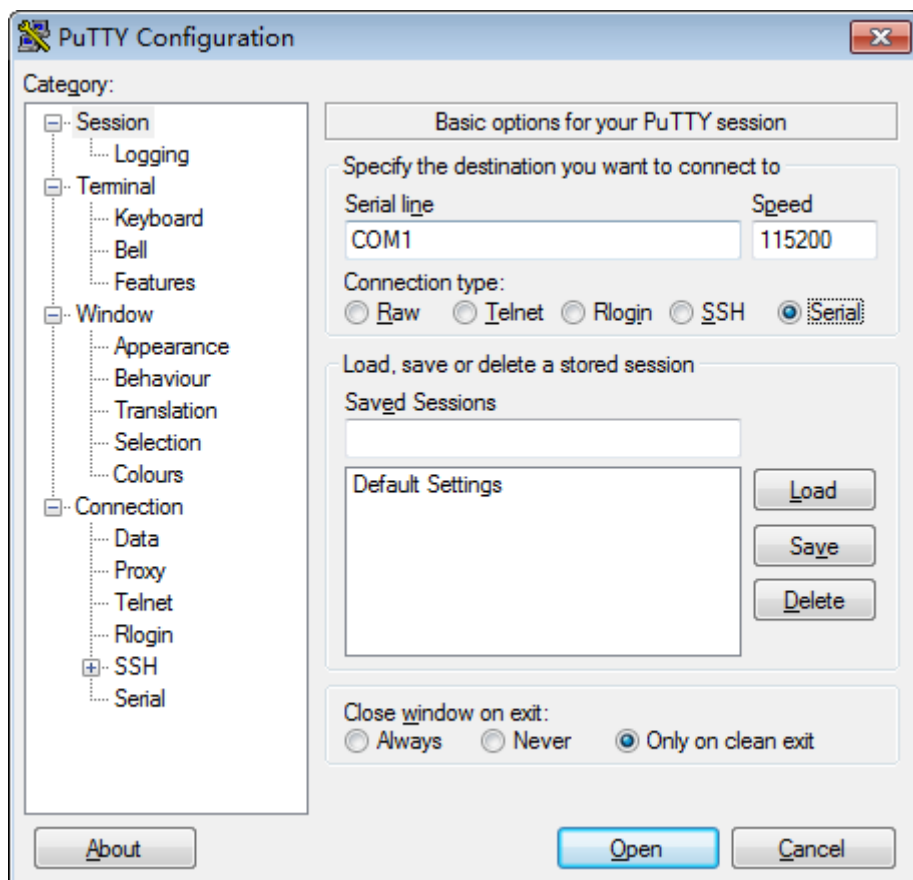 PuTTY Configuration
Category:
Session
Logging
Terminal
Keyboard
Bell
Features
Window
Appearance
Behaviour
Translation
Selection
Colours
Connection
Data
Proxy
Telnet
Rlogin
SSH
Serial
Basic options for your PuTTY session
Specify the destination you want to connect to
Serial line Speed
COM1 115200
Connection type:
Raw Telnet Rlogin SSH Serial
Load, save or delete a stored session
Saved Sessions
Default Settings
Load
Save
Delete
Close window on exit:
Always Never Only on clean exit
About Open Cancel